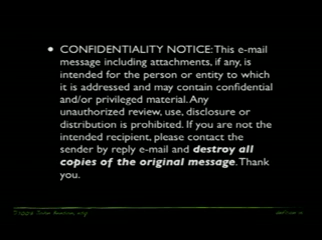 • CONFIDENTIALITY NOTICE: This e-mail
message including attachments, if any, is
intended for the person or entity to which
it is addressed and may contain confidential
and/or privileged material. Any
unauthorized review, use, disclosure or
distribution is prohibited. If you are not the
intended recipient, please contact the
sender by reply e-mail and destroy all
copies of the original message. Thank
you.